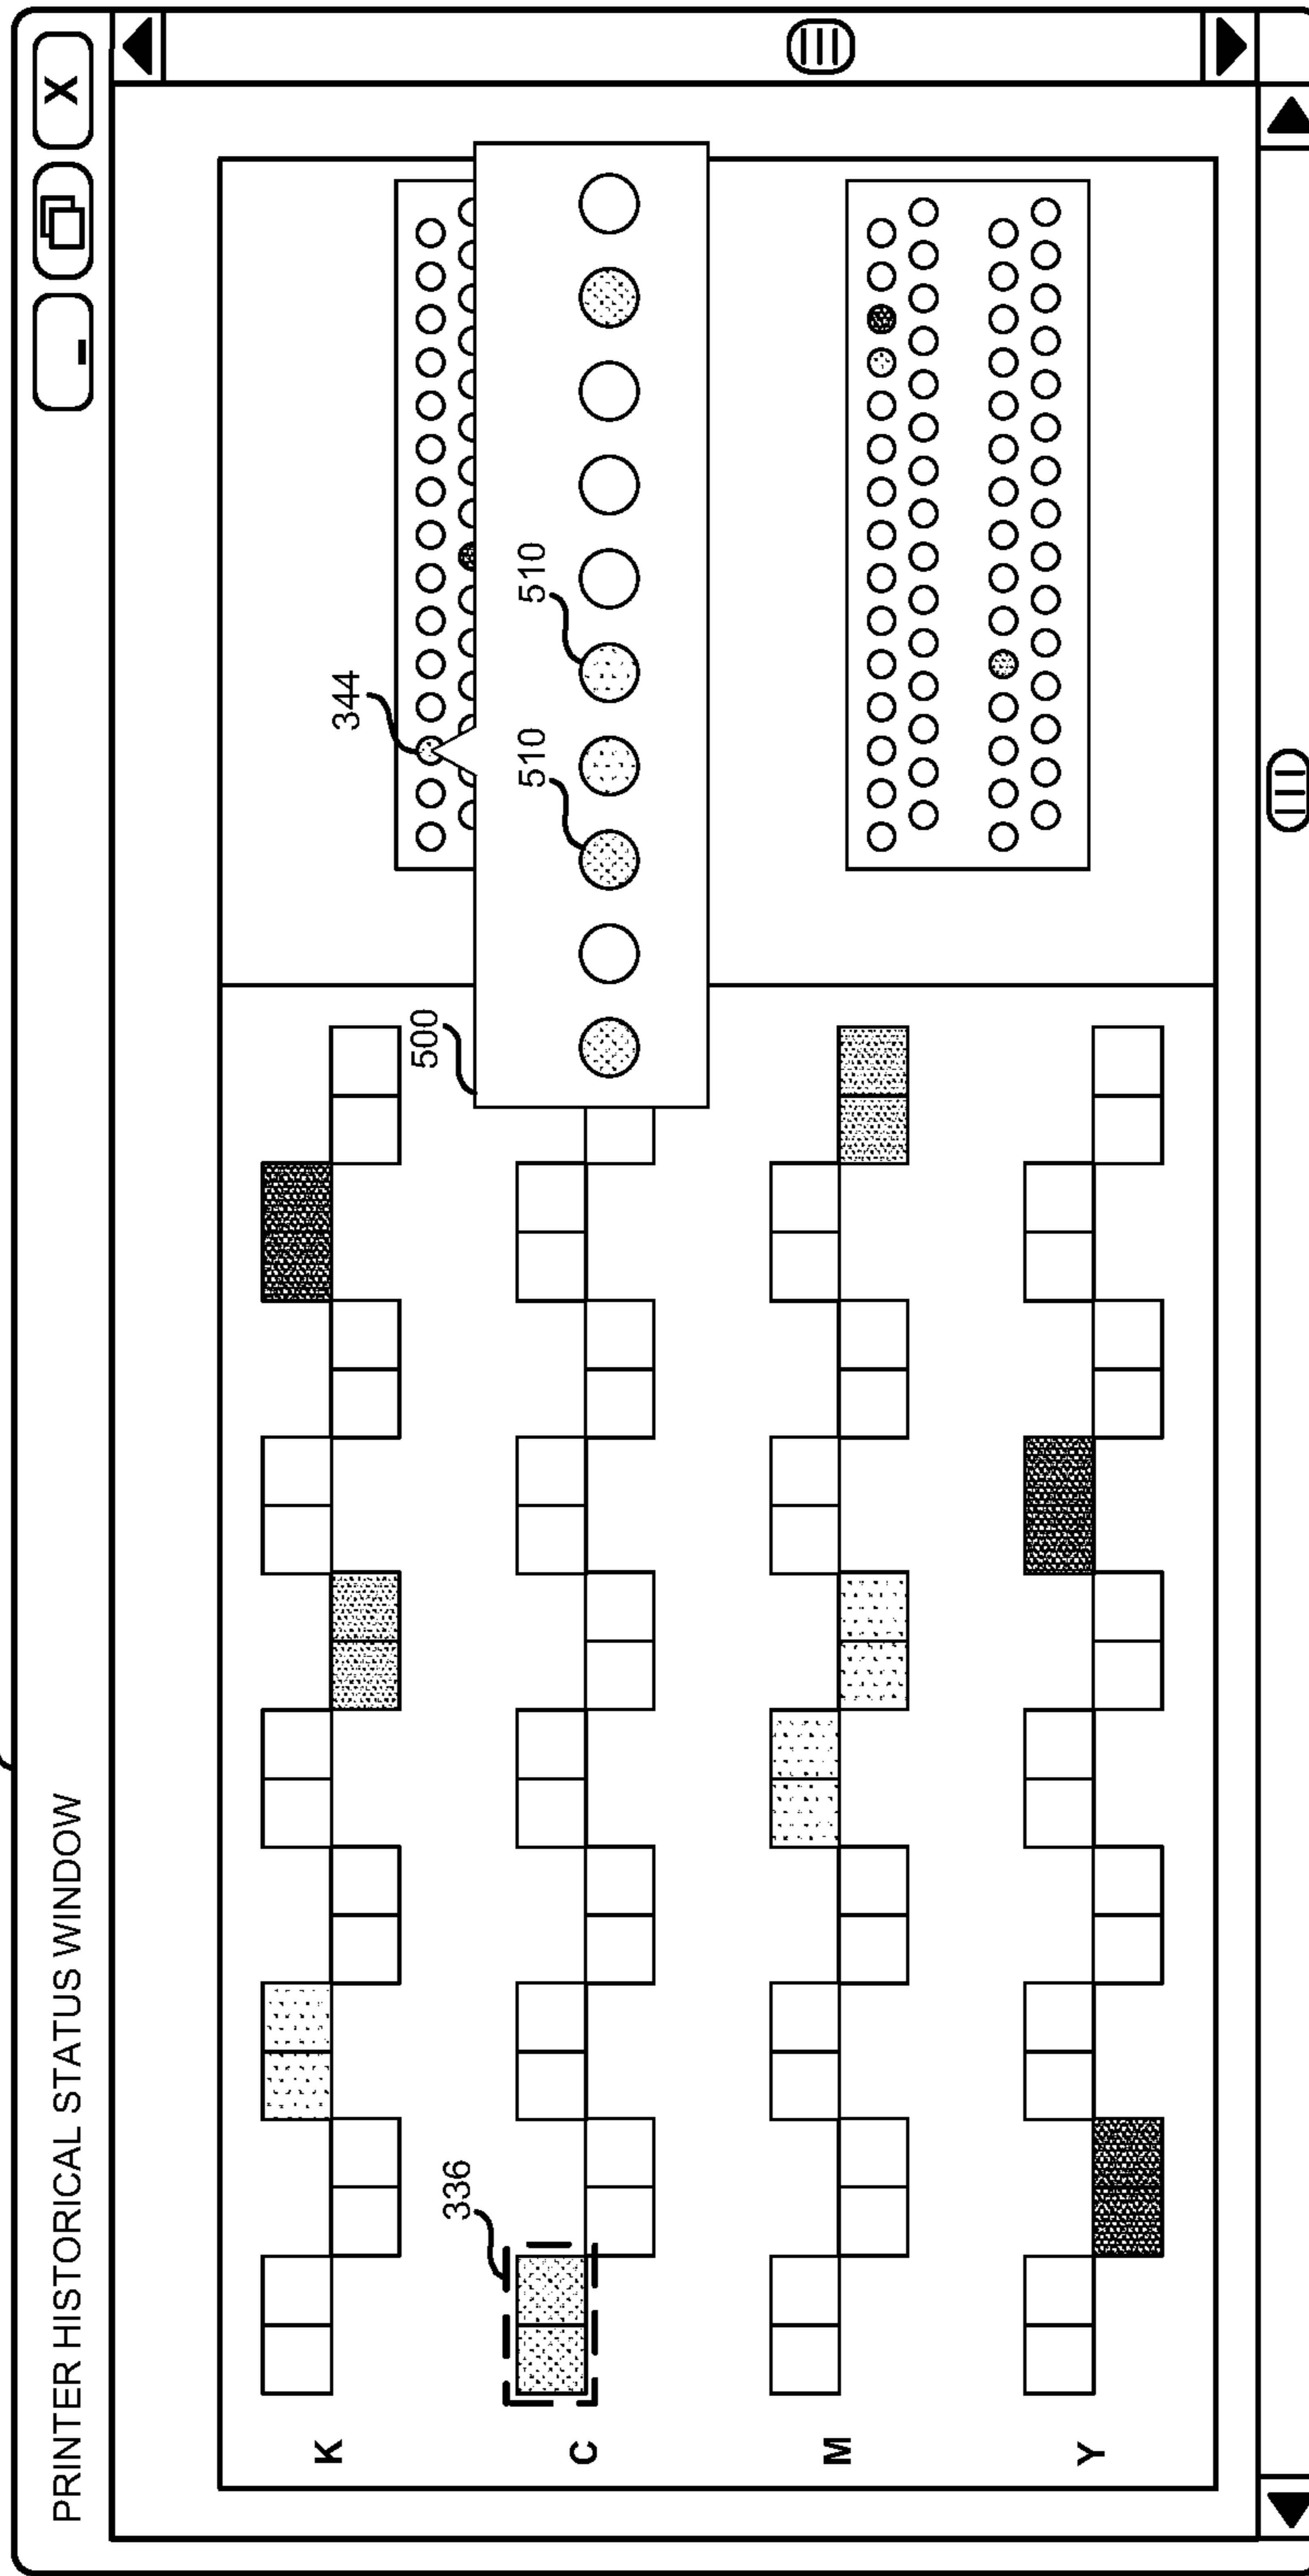 PRINTER HISTORICAL STATUS WINDOW
X
K
C
M
Y
336
500
344
510
510